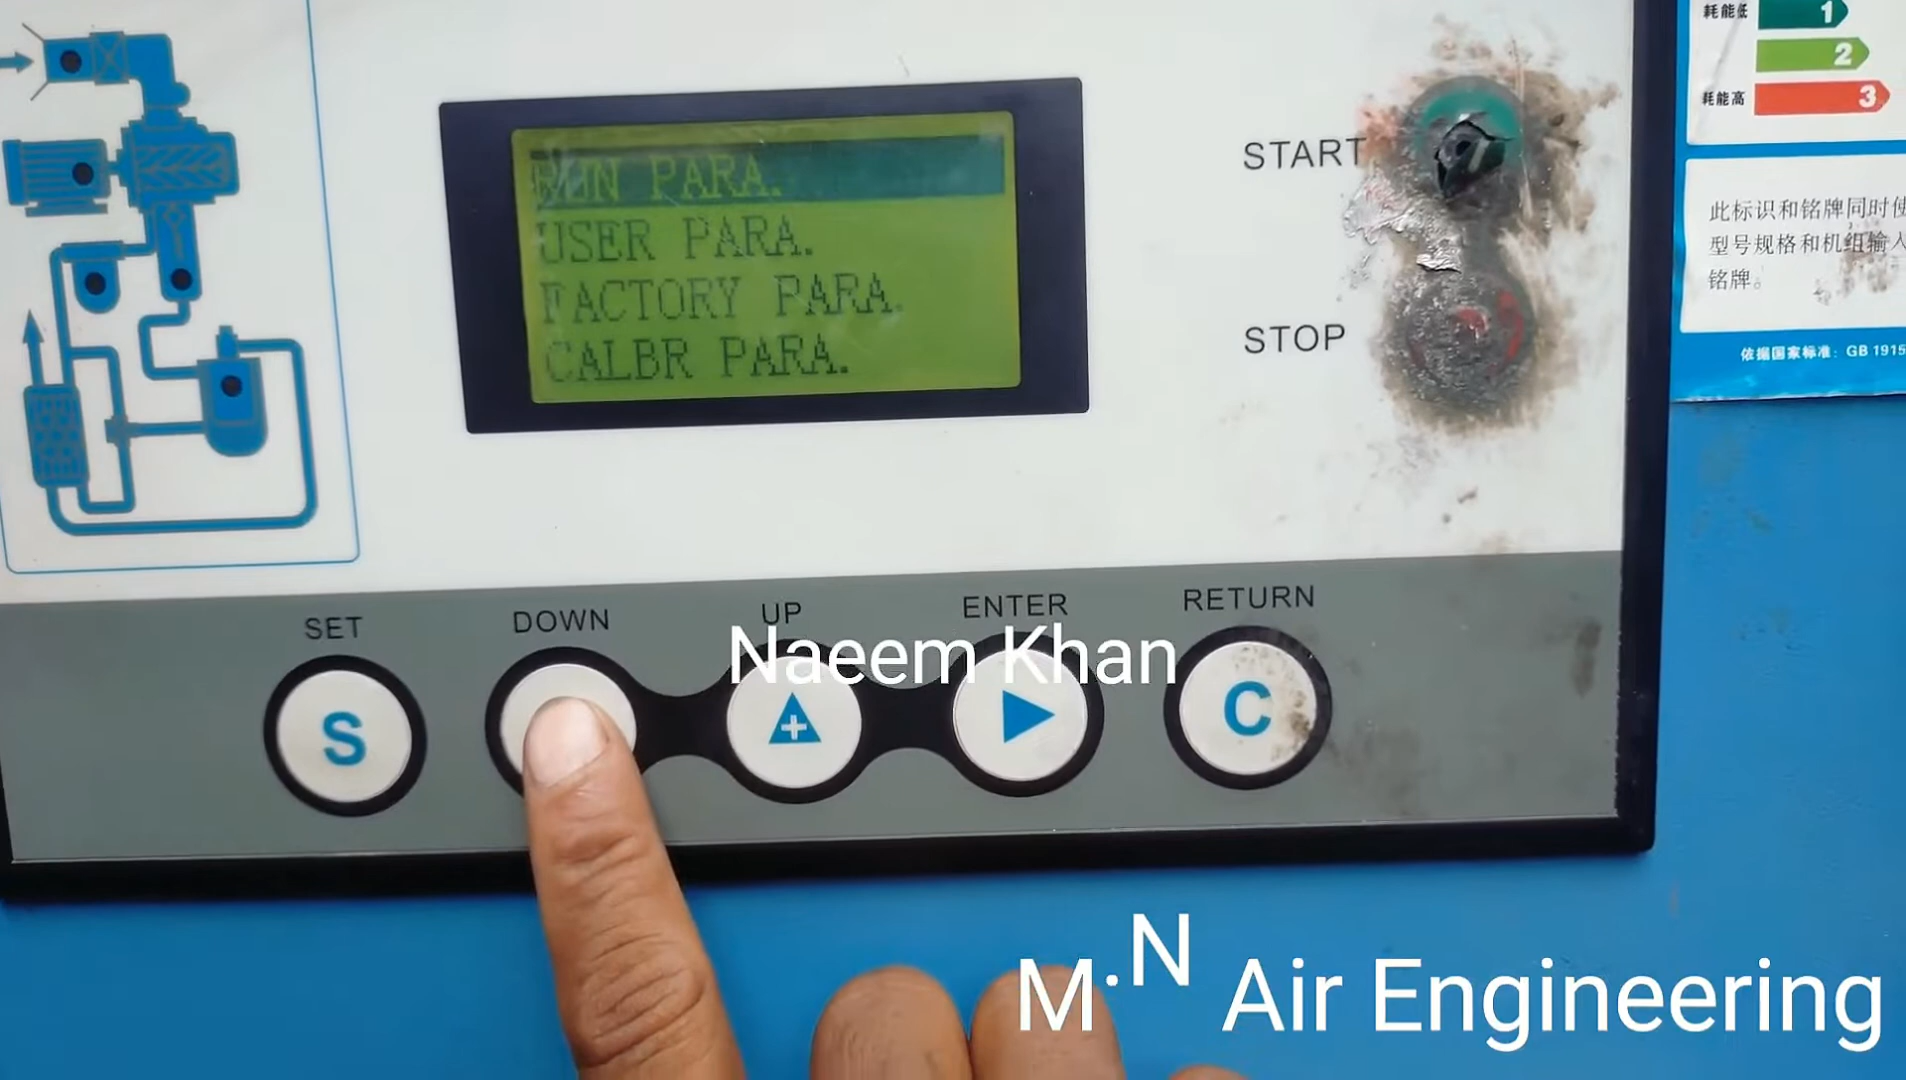 RUN PARA.
USER PARA.
FACTORY PARA.
CALBR PARA.
START
STOP
SET
DOWN
UP
ENTER
RETURN
S
C
Naeem Khan
M.N Air Engineering
耗能低
1
2
耗能高
3
此标识和铭牌同时使
型号规格和机组输入
铭牌。
依据国家标准：GB 1915